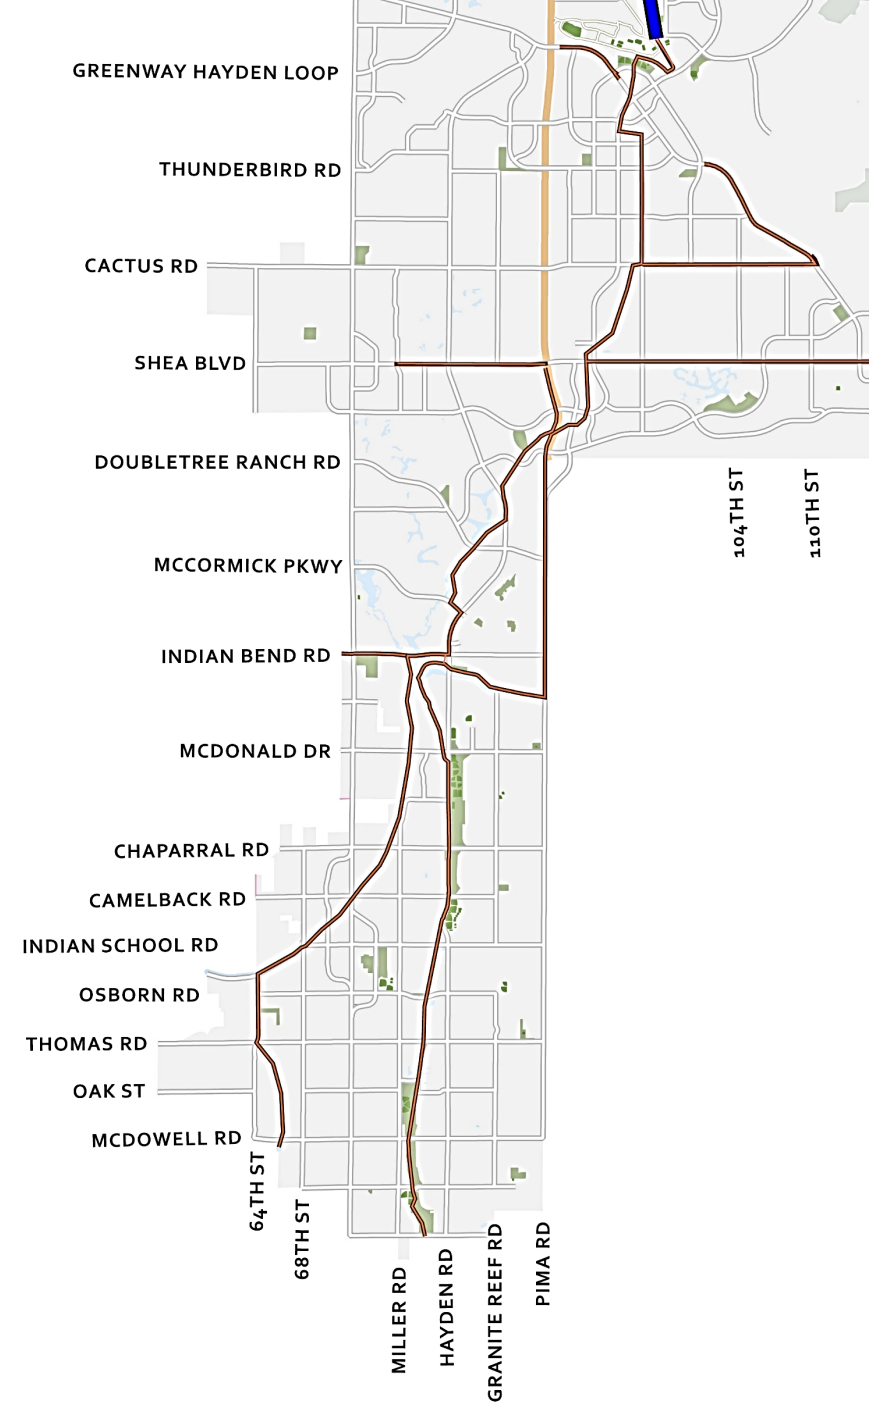 GREENWAY HAYDEN LOOP
THUNDERBIRD RD
CACTUS RD
SHEA BLVD
DOUBLETREE RANCH RD
104TH ST
110TH ST
MCCORMICK PKWY
INDIAN BEND RD
MCDONALD DR
CHAPARRAL RD
CAMELBACK RD
INDIAN SCHOOL RD
OSBORN RD
THOMAS RD
OAK ST
MCDOWELL RD
64TH ST
68TH ST
MILLER RD
HAYDEN RD
GRANITE REEF RD
PIMA RD